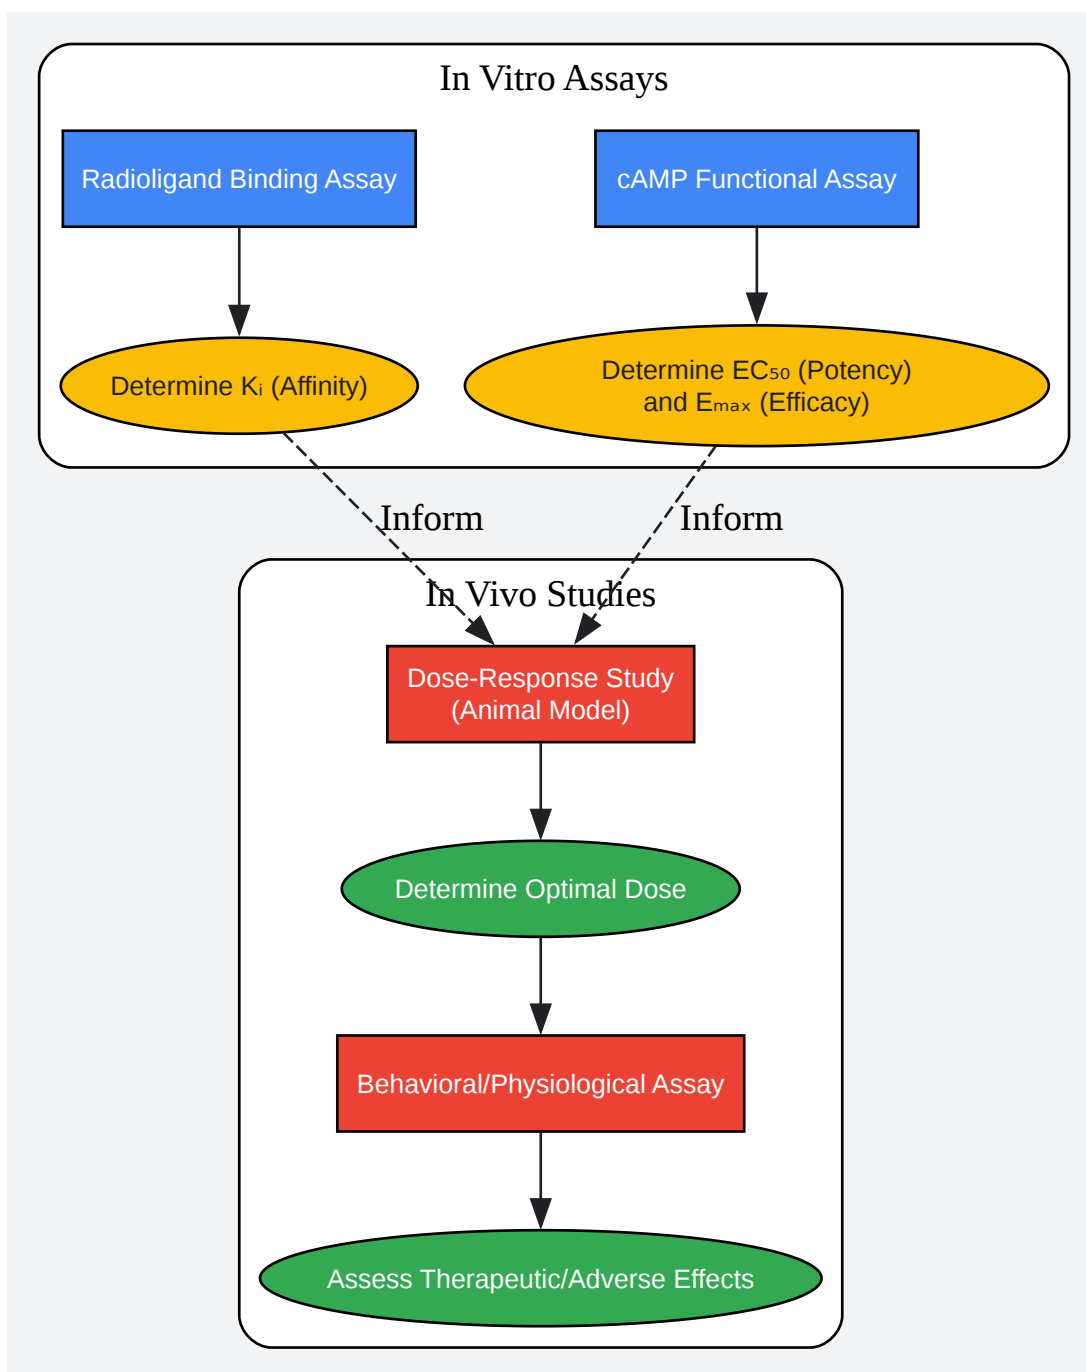 In Vitro Assays
Radioligand Binding Assay
cAMP Functional Assay
Determine Kᵢ (Affinity)
Determine EC₅₀ (Potency)
and Eₘₐₓ (Efficacy)
Inform
Inform
In Vivo Studies
Dose-Response Study
(Animal Model)
Determine Optimal Dose
Behavioral/Physiological Assay
Assess Therapeutic/Adverse Effects